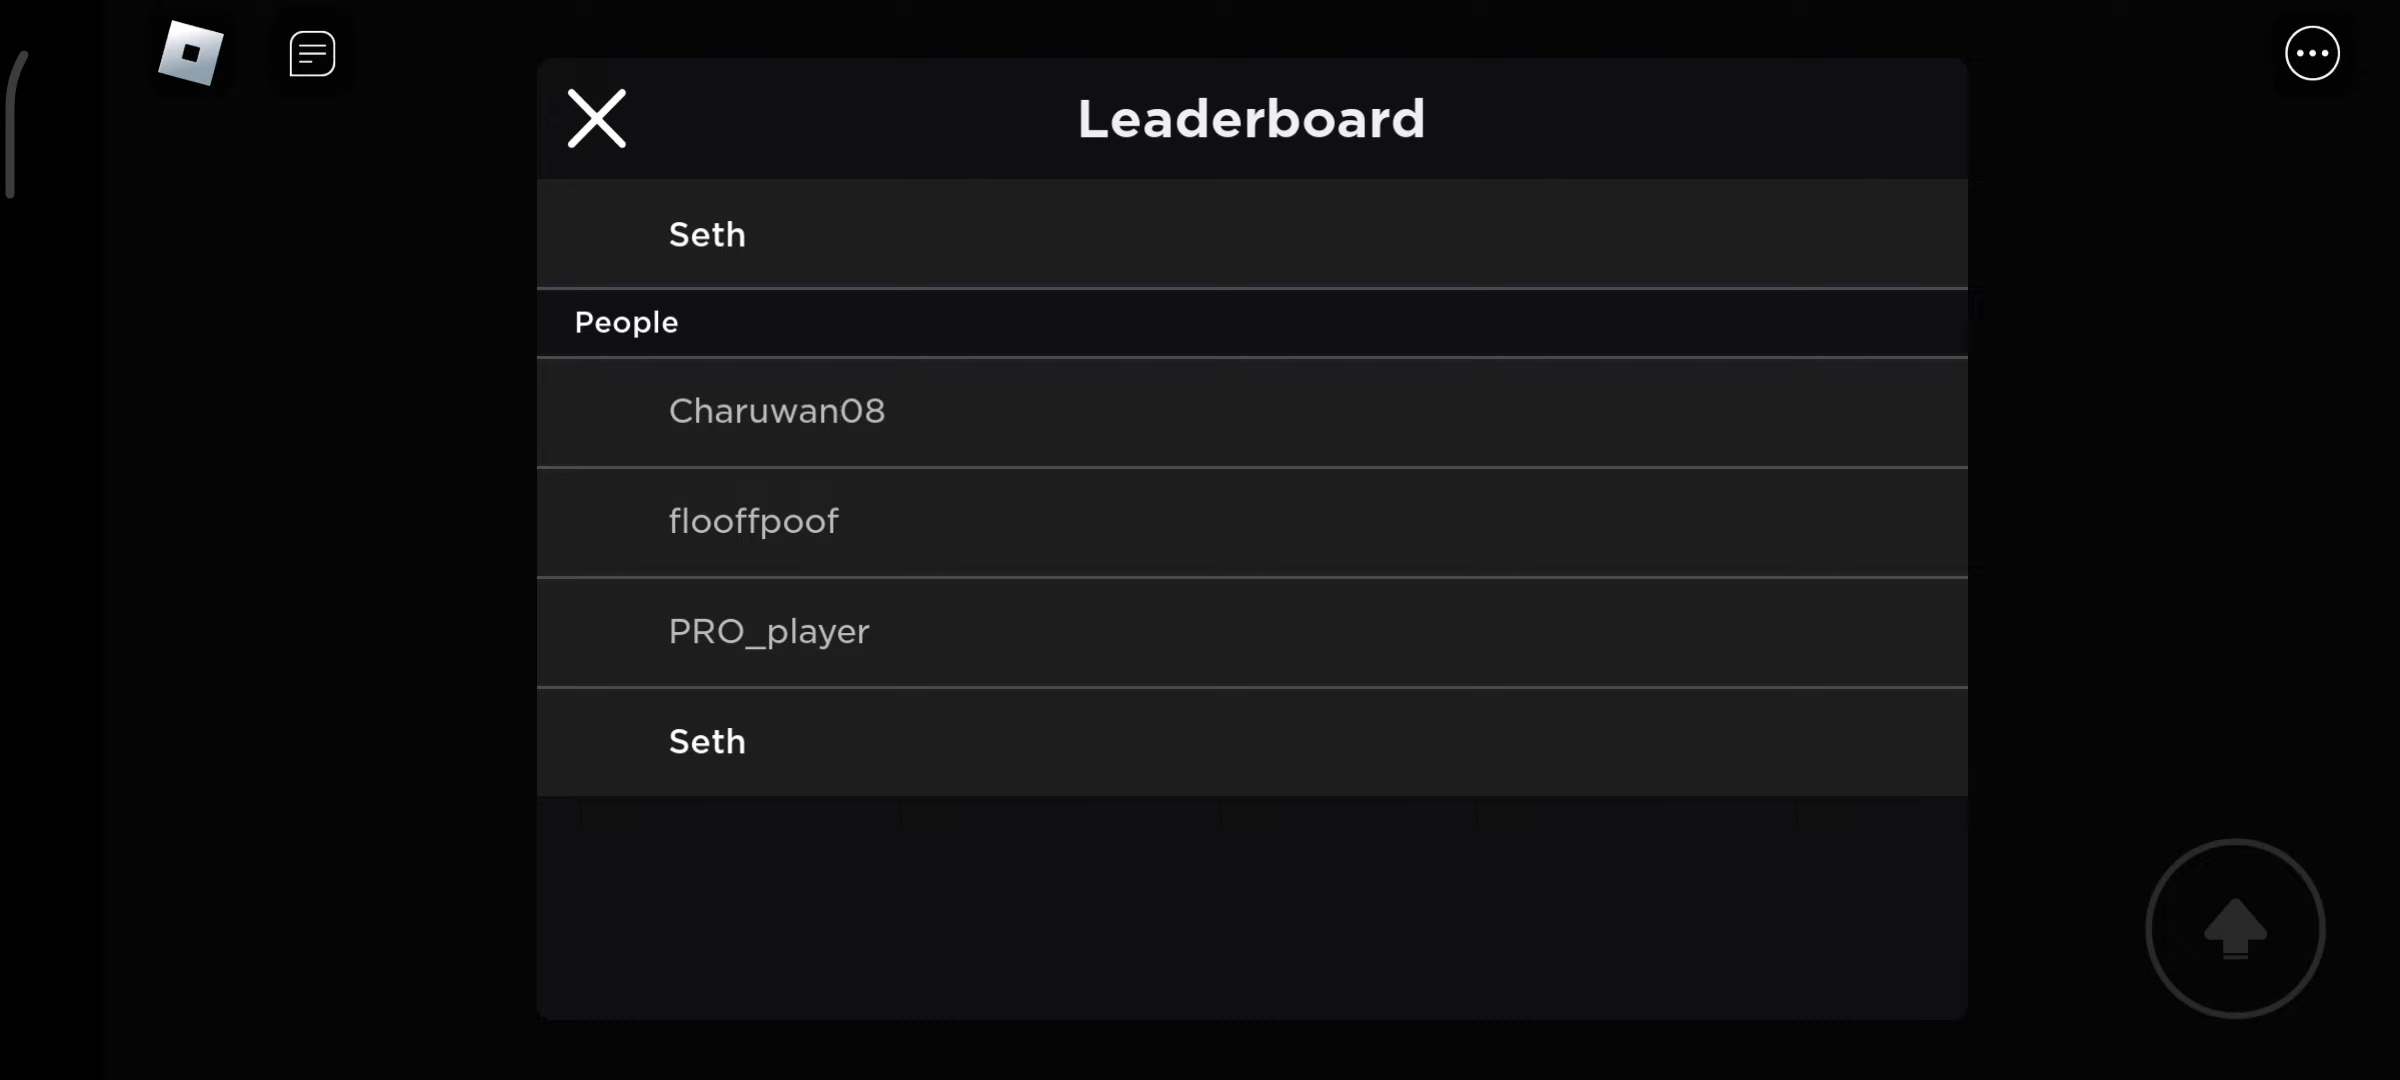 Leaderboard
Seth
People
Charuwan08
flooffpoof
PRO_player
Seth